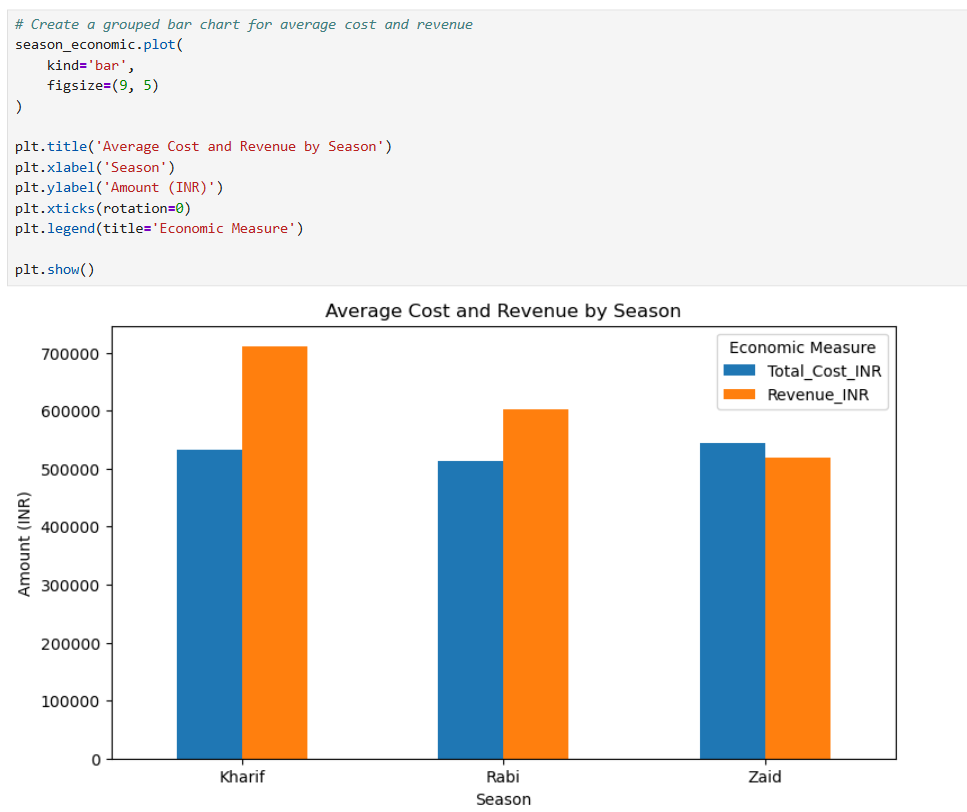 # Create a grouped bar chart for average cost and revenue
season_economic.plot(
    kind='bar',
    figsize=(9, 5)
)
plt.title('Average Cost and Revenue by Season')
plt.xlabel('Season')
plt.ylabel('Amount (INR)')
plt.xticks(rotation=0)
plt.legend(title='Economic Measure')
plt.show()
Average Cost and Revenue by Season
Economic Measure
Total_Cost_INR
Revenue_INR
Amount (INR)
700000
600000
500000
400000
300000
200000
100000
0
Kharif Rabi Zaid
Season